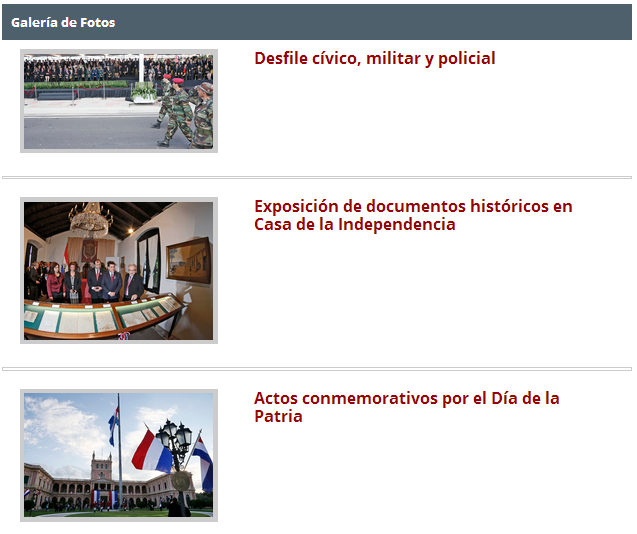 Galería de Fotos
Desfile cívico, militar y policial
Exposición de documentos históricos en
Casa de la Independencia
Actos conmemorativos por el Día de la
Patria